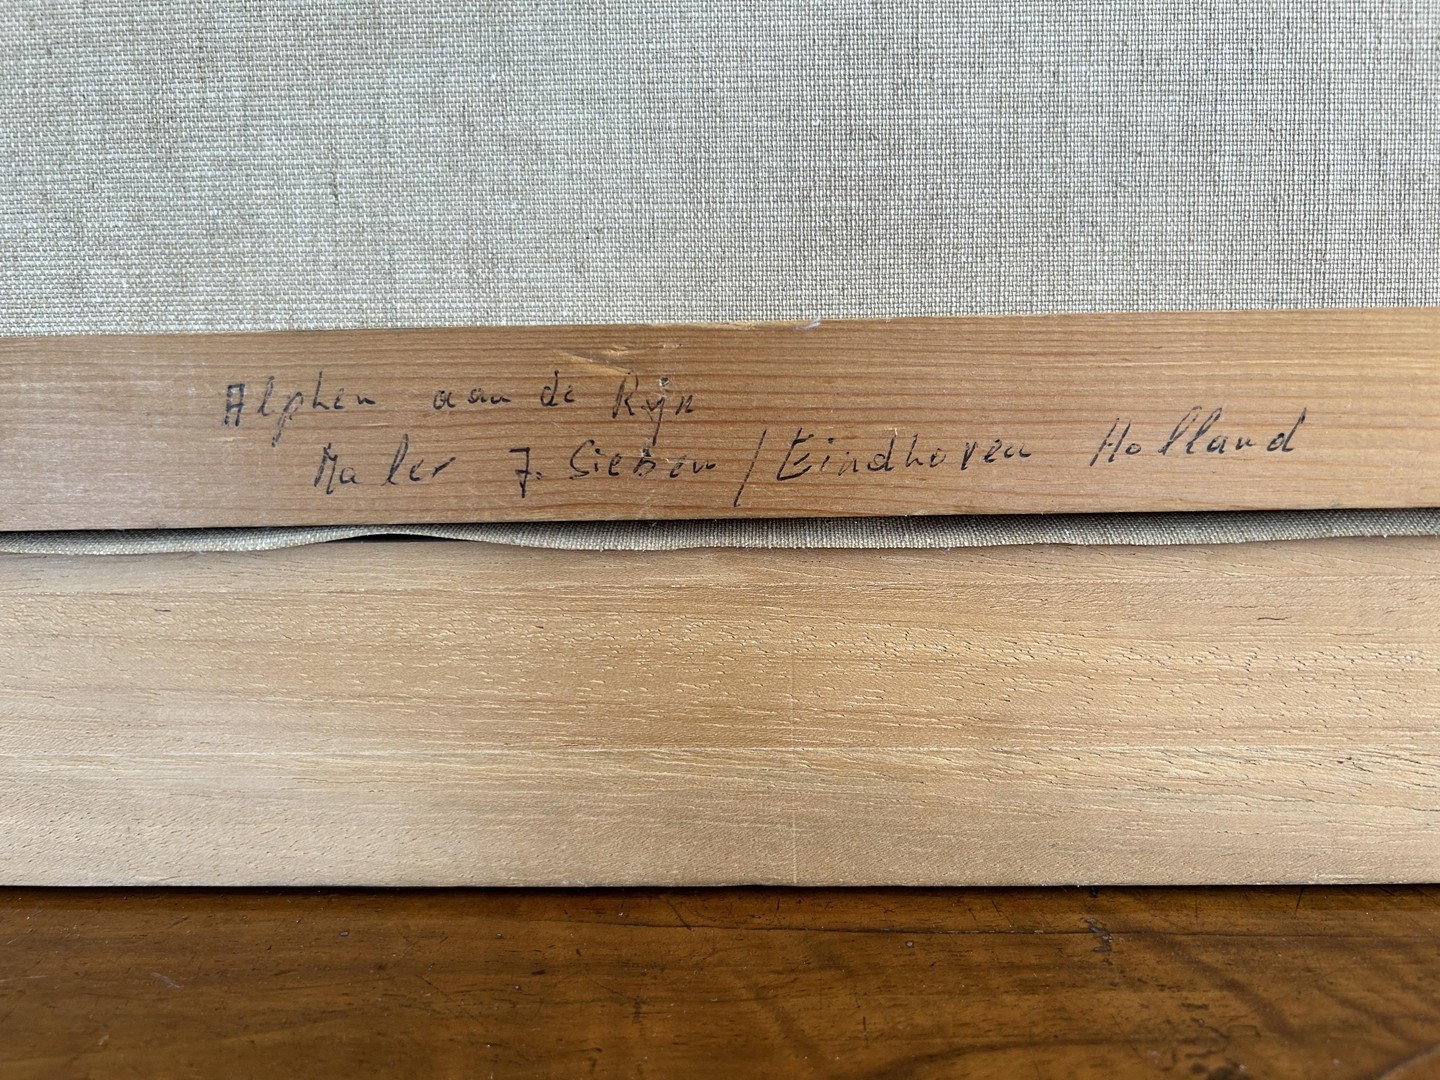 Alphen aan de Rijn
Maler J. Sieben / Eindhoven Holland